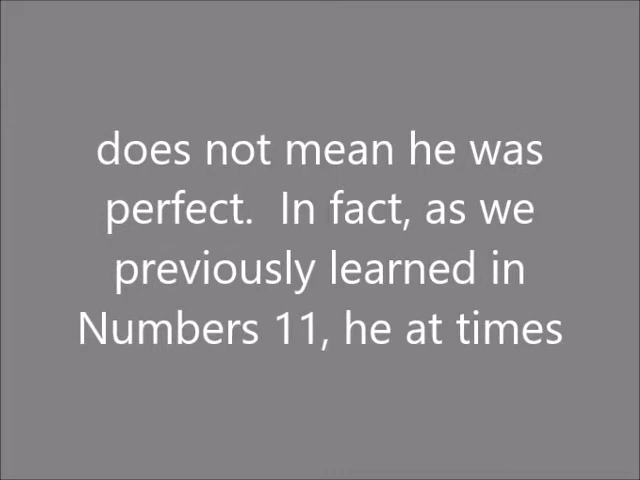 does not mean he was
perfect.  In fact, as we
previously learned in
Numbers 11, he at times